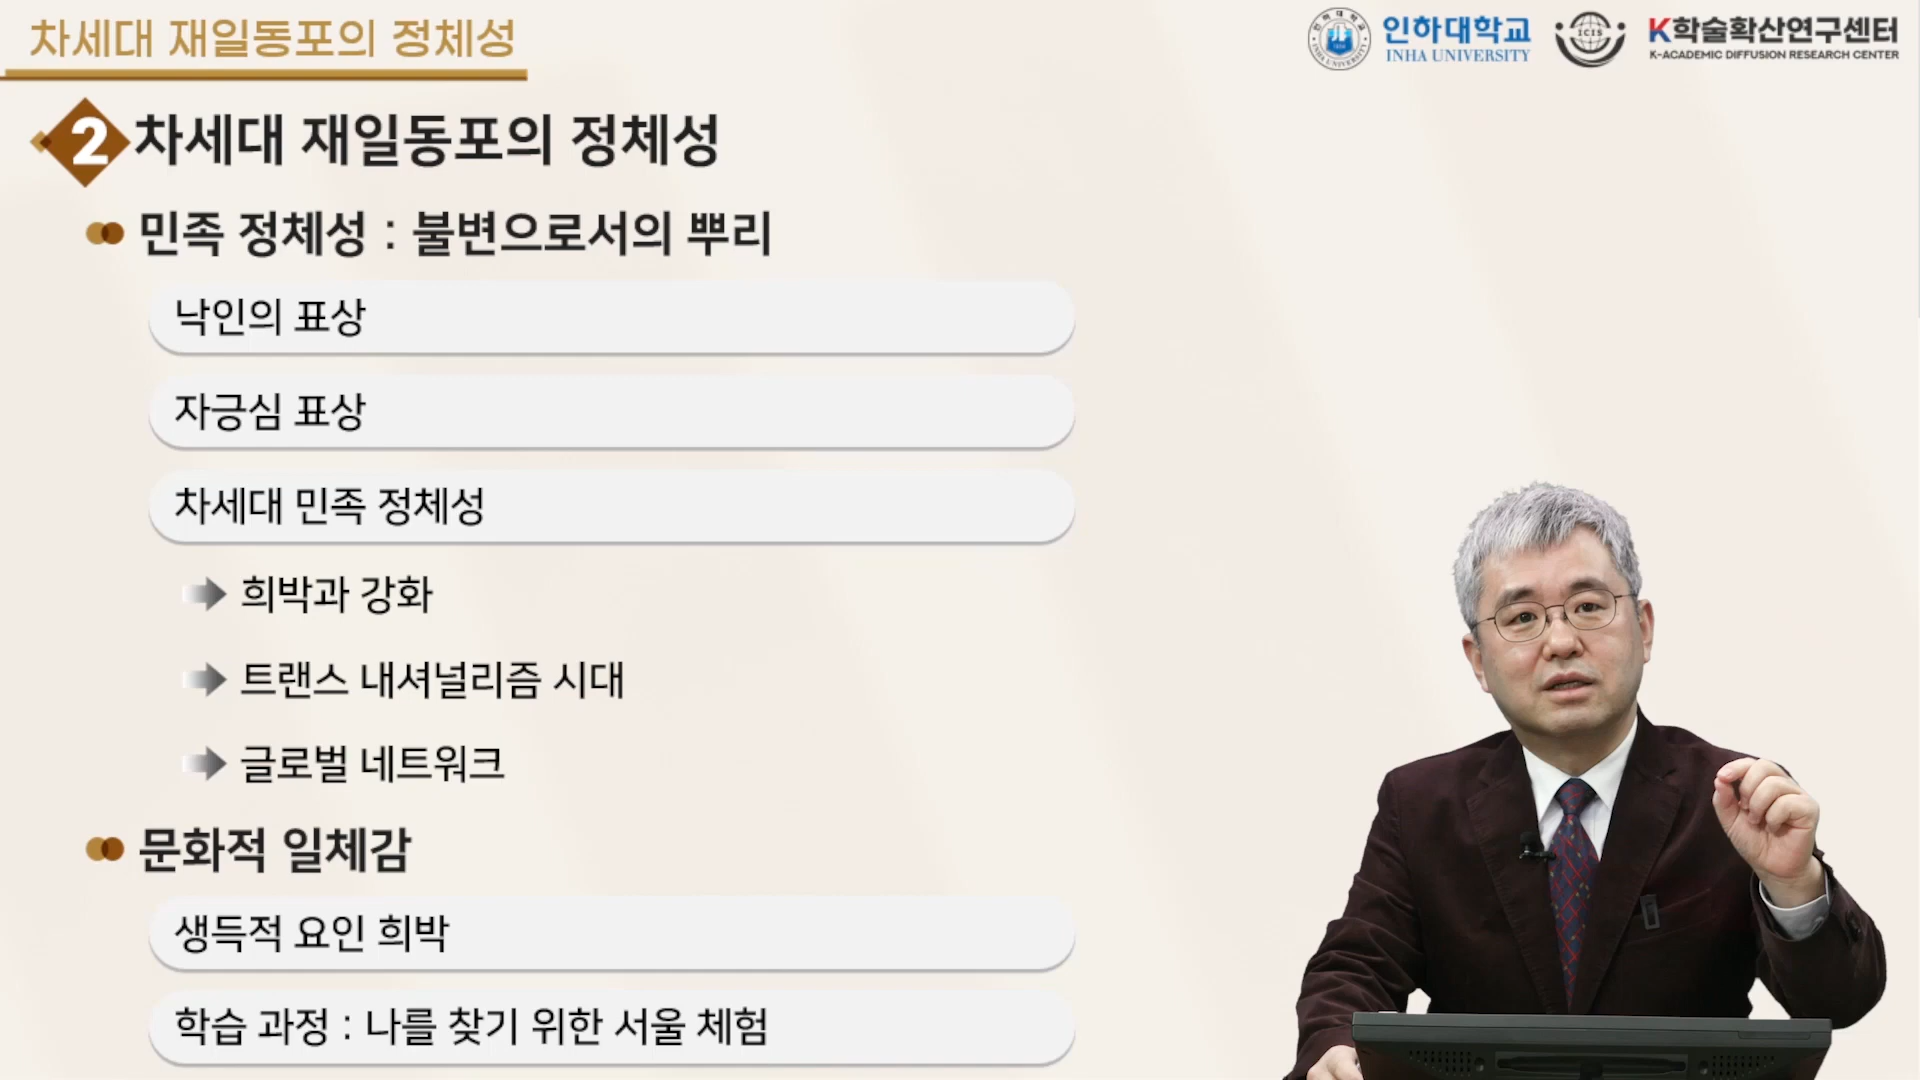 차세대 재일동포의 정체성
인하대학교
INHA UNIVERSITY
ICIS
K학술확산연구센터
K-ACADEMIC DIFFUSION RESEARCH CENTER
2 차세대 재일동포의 정체성
민족 정체성 : 불변으로서의 뿌리
낙인의 표상
자긍심 표상
차세대 민족 정체성
희박과 강화
트랜스 내셔널리즘 시대
글로벌 네트워크
문화적 일체감
생득적 요인 희박
학습 과정 : 나를 찾기 위한 서울 체험